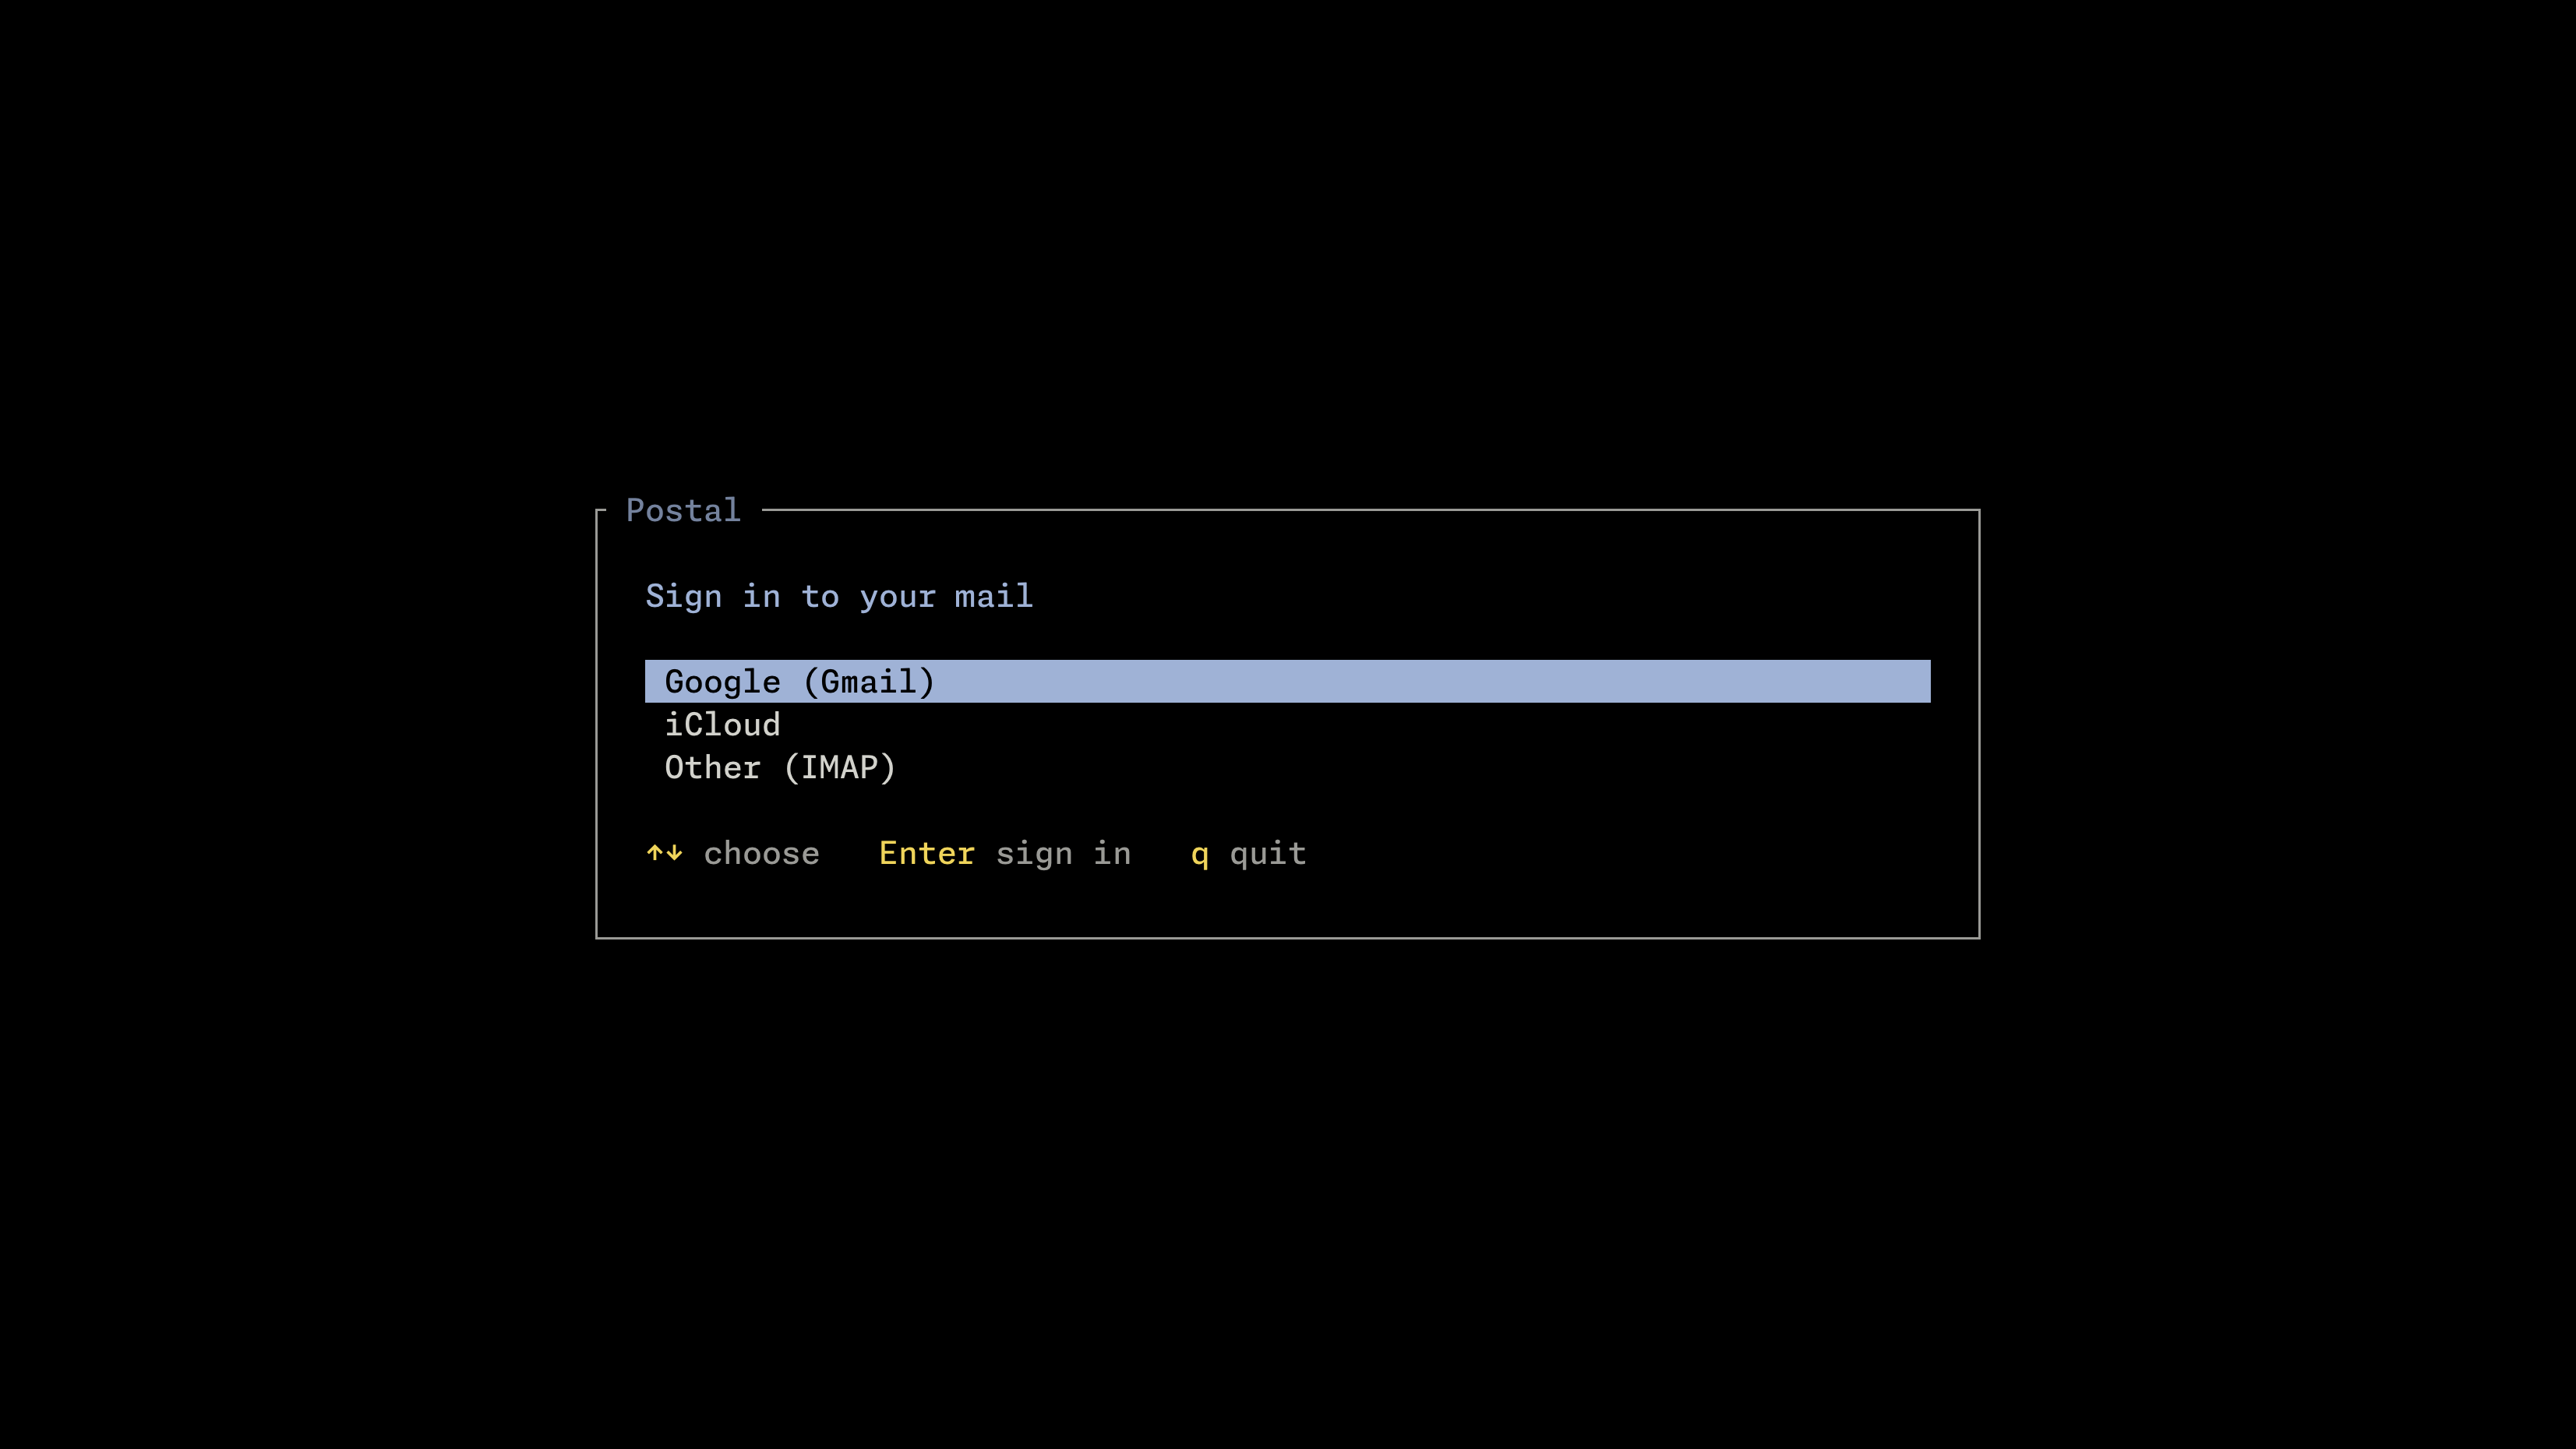 Postal
Sign in to your mail
Google (Gmail)
iCloud
Other (IMAP)
↑↓ choose   Enter sign in   q quit